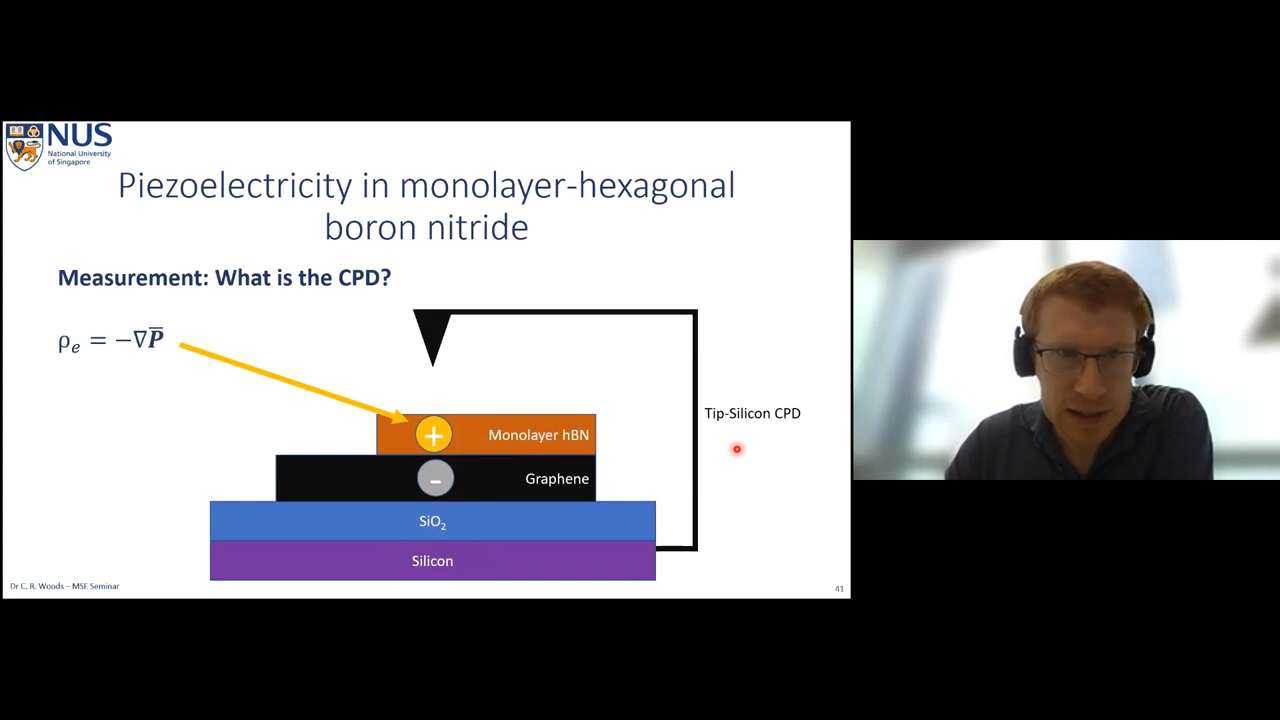 NUS
National University
of Singapore
Piezoelectricity in monolayer-hexagonal
boron nitride
Measurement: What is the CPD?
ρₑ = −∇P̅
Tip-Silicon CPD
+
Monolayer hBN
-
Graphene
SiO₂
Silicon
Dr C. R. Woods – MSE Seminar
41